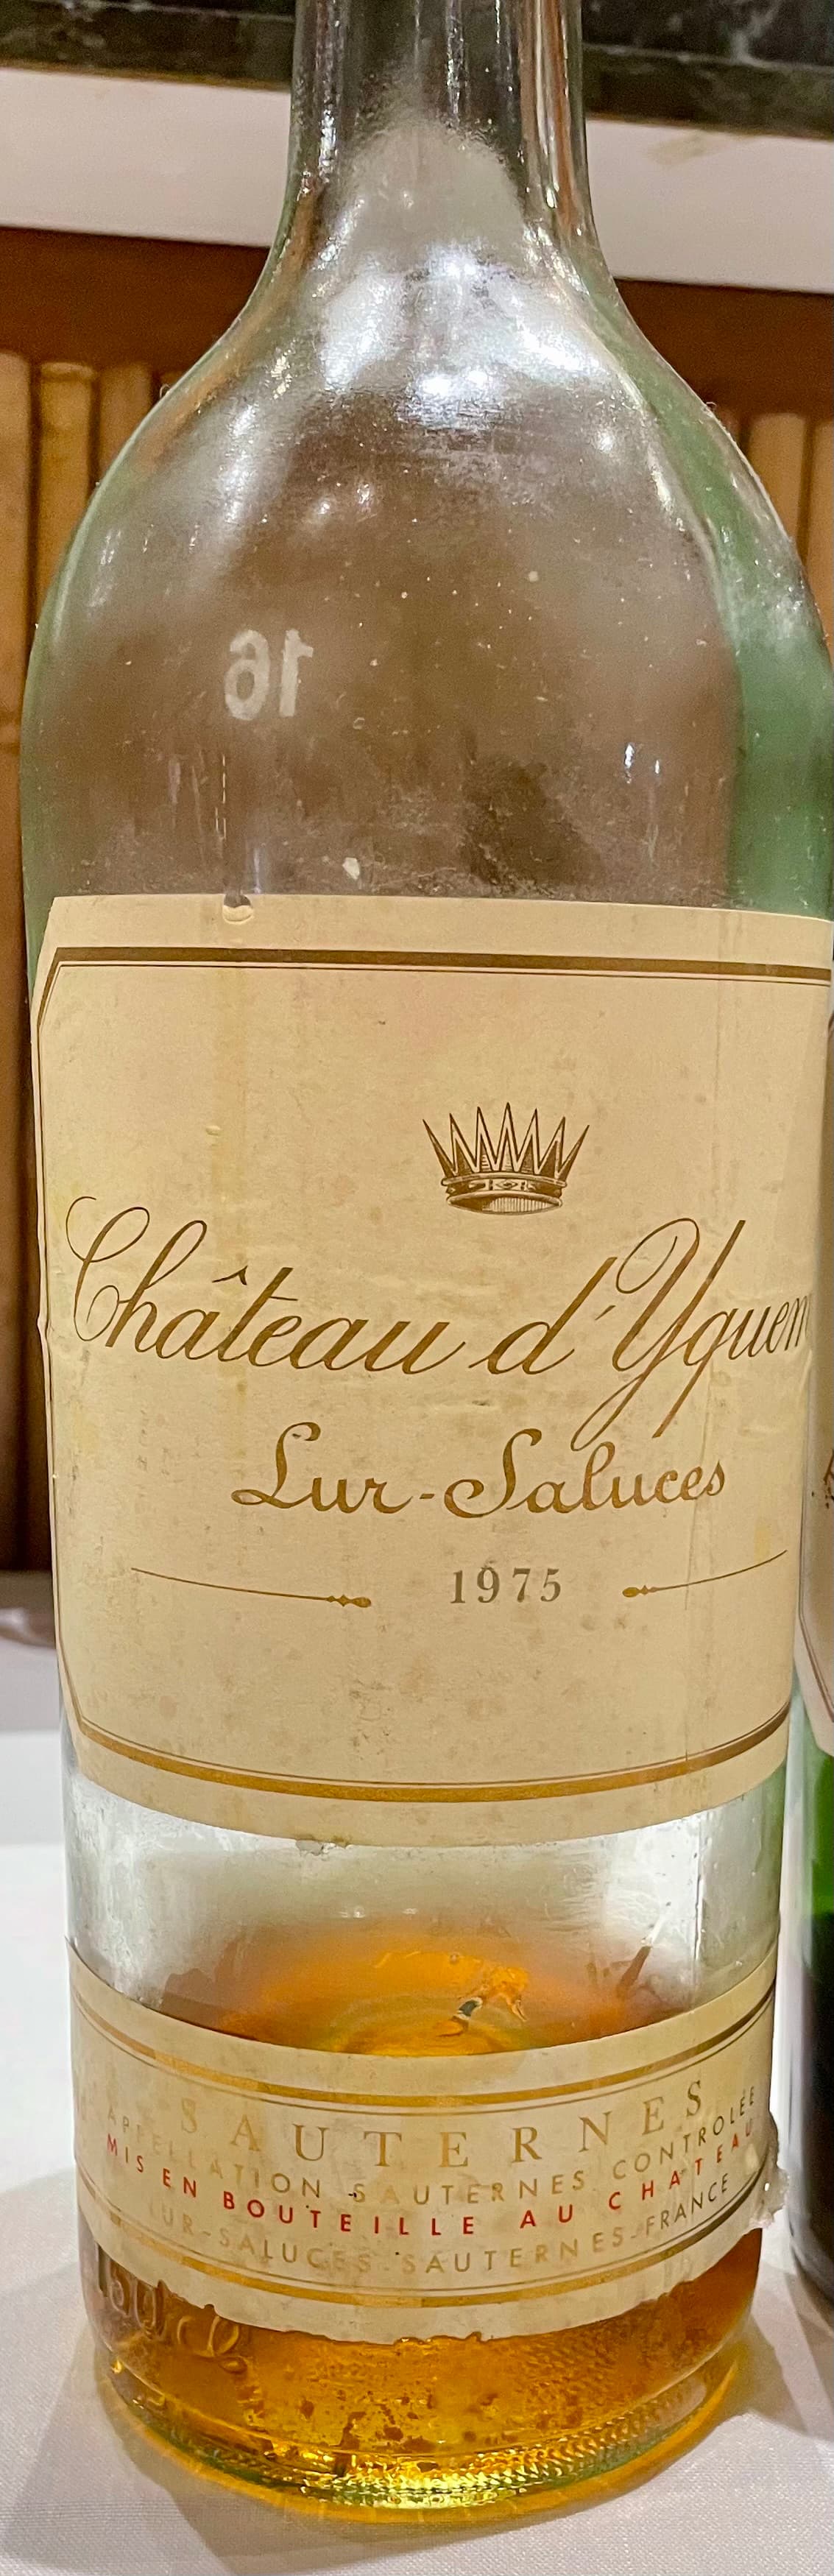 16
Château d'Yquem
Lur-Saluces
1975
SAUTERNES
APPELLATION SAUTERNES CONTROLÉE
MIS EN BOUTEILLE AU CHATEAU
LUR-SALUCES-SAUTERNES-FRANCE
150cl